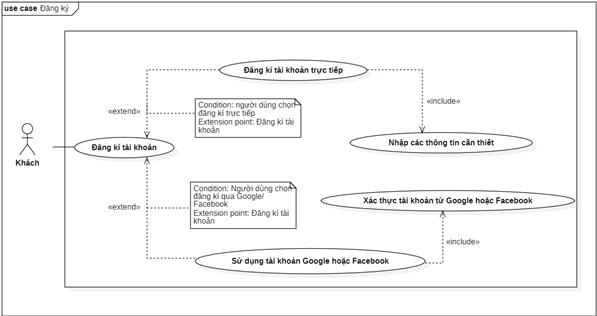 use case Đăng ký
Đăng kí tài khoản trực tiếp
«extend»
Condition: người dùng chọn
đăng kí trực tiếp
Extension point: Đăng kí tài
khoản
«include»
Khách
Đăng kí tài khoản
Nhập các thông tin cần thiết
«extend»
Condition: Người dùng chọn
đăng kí qua Google/
Facebook
Extension point: Đăng kí tài
khoản
Xác thực tài khoản từ Google hoặc Facebook
«include»
Sử dụng tài khoản Google hoặc Facebook